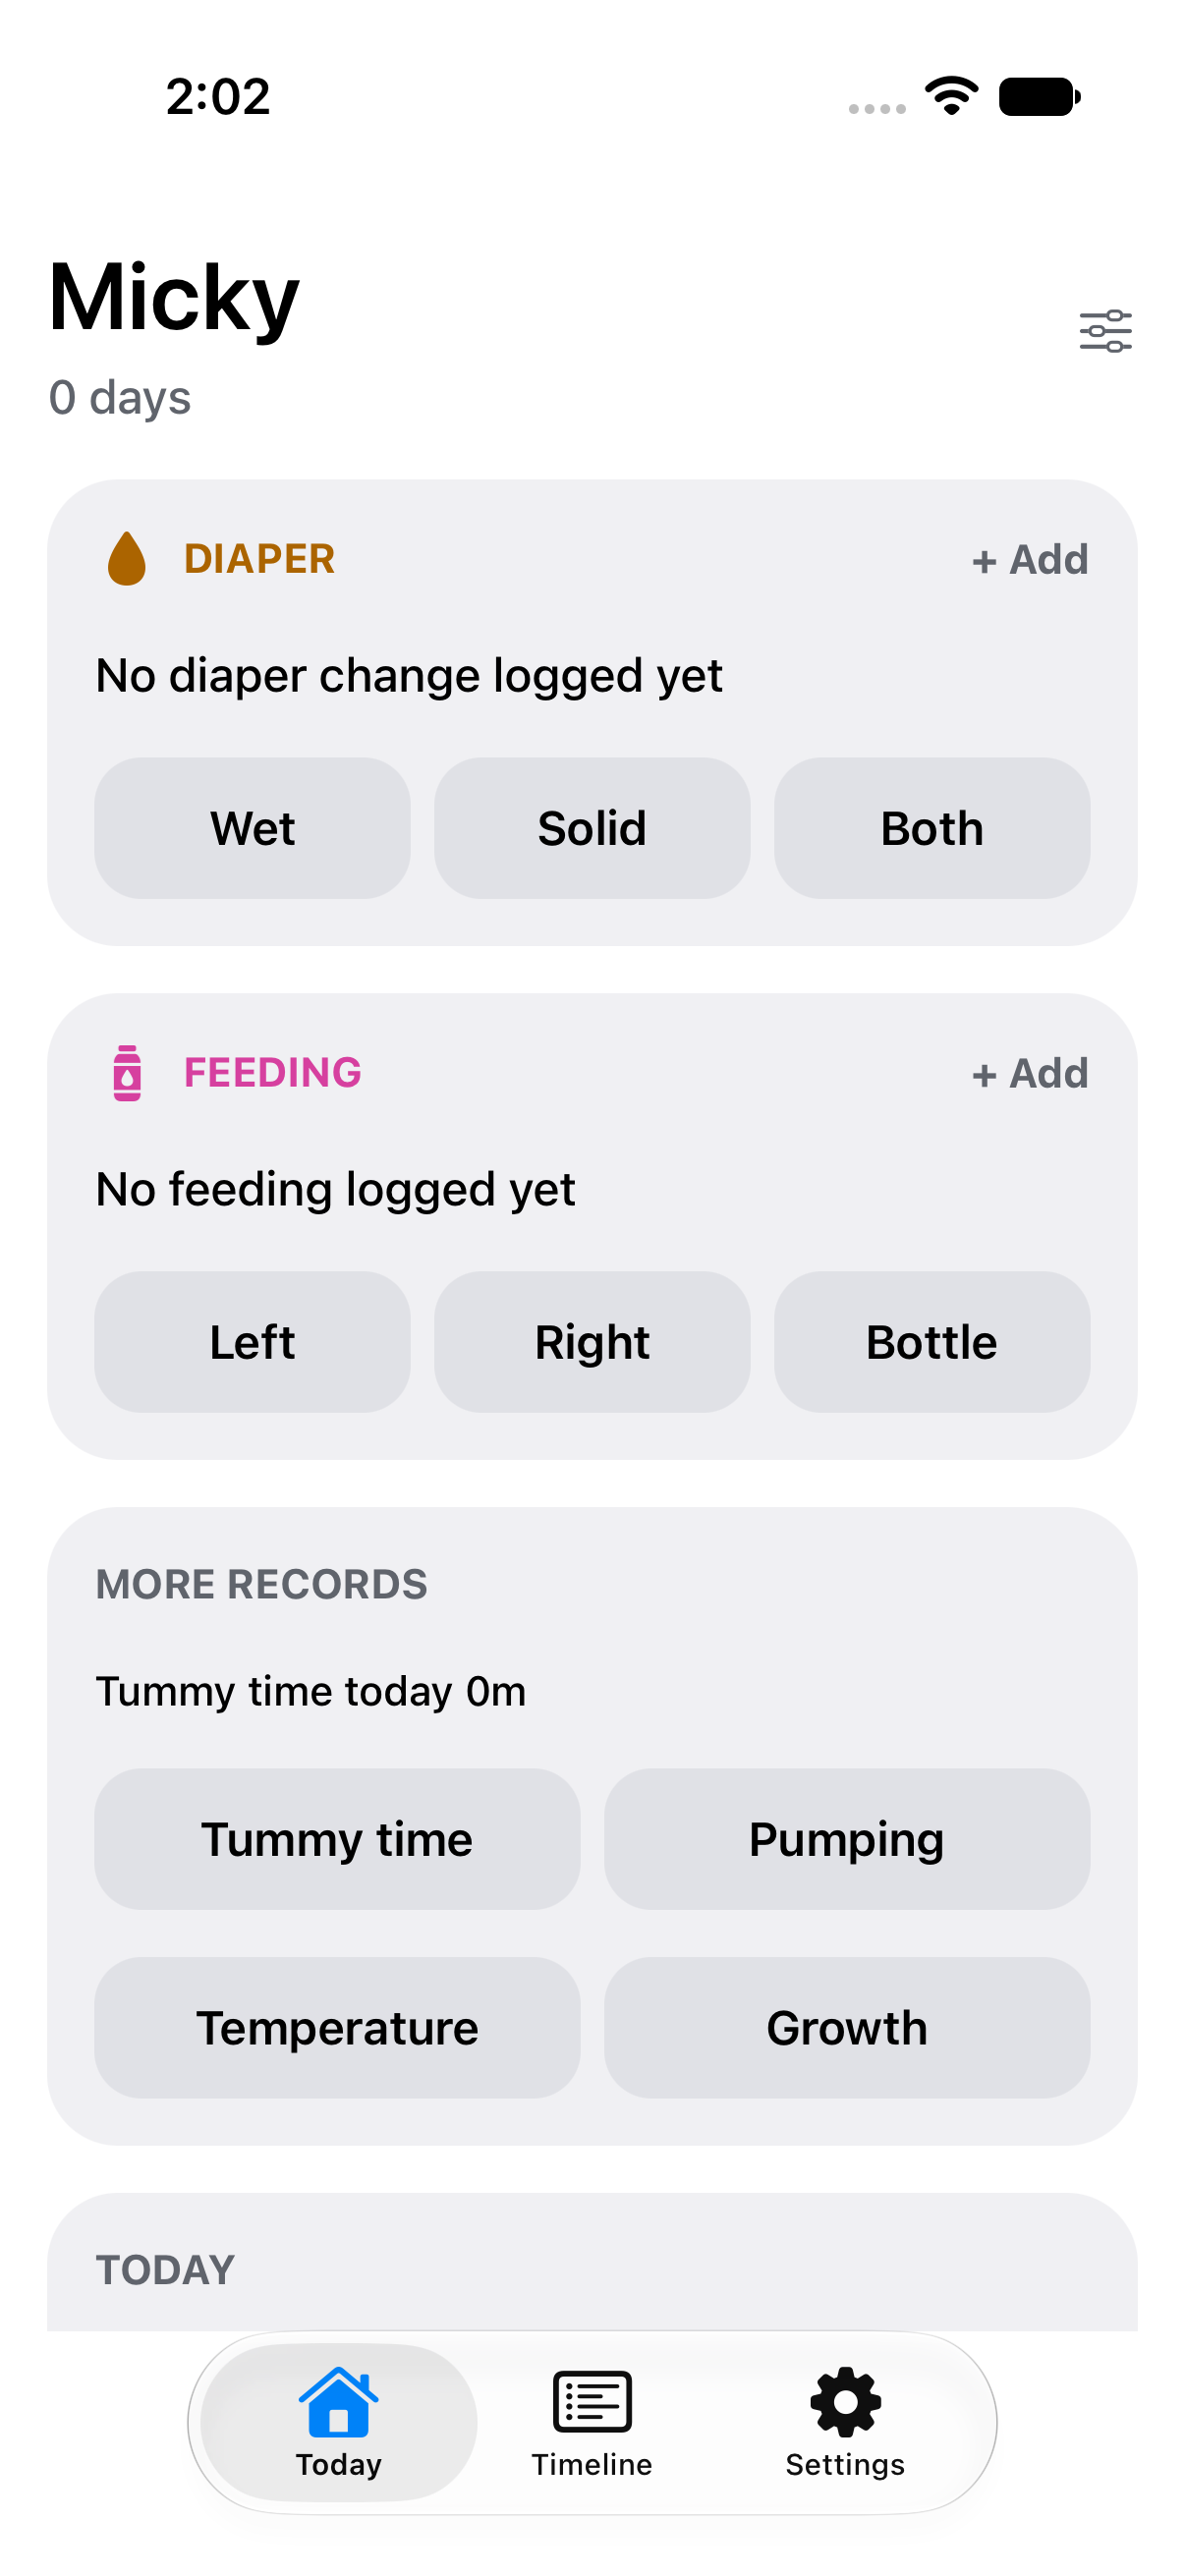 2:02
Micky
0 days
DIAPER
+ Add
No diaper change logged yet
Wet
Solid
Both
FEEDING
+ Add
No feeding logged yet
Left
Right
Bottle
MORE RECORDS
Tummy time today 0m
Tummy time
Pumping
Temperature
Growth
TODAY
Today
Timeline
Settings